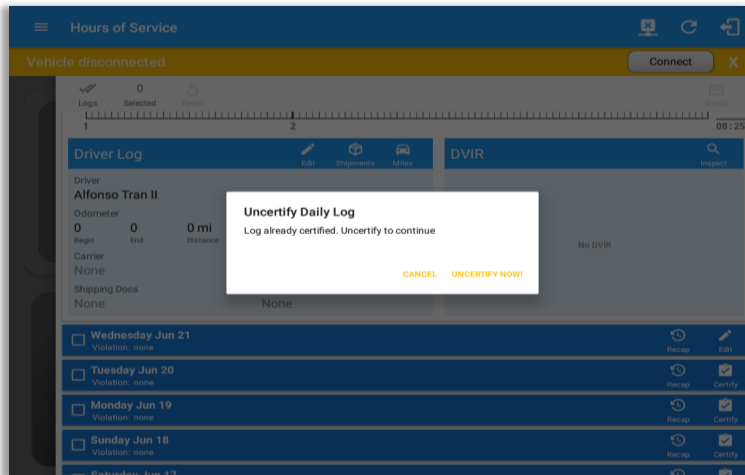 Hours of Service
Vehicle disconnected
Connect
X
Logs
0
Selected
Reset
Email
1
2
08:25
Driver Log
Edit
Shipments
Miles
DVIR
Inspect
Driver
Alfonso Tran II
Odometer
0
0
0 mi
Begin
End
Distance
Carrier
None
Shipping Docs
None
None
No DVIR
Uncertify Daily Log
Log already certified. Uncertify to continue
CANCEL
UNCERTIFY NOW!
Wednesday Jun 21
Violation: none
Recap
Edit
Tuesday Jun 20
Violation: none
Recap
Certify
Monday Jun 19
Violation: none
Recap
Certify
Sunday Jun 18
Violation: none
Recap
Certify
Saturday Jun 17